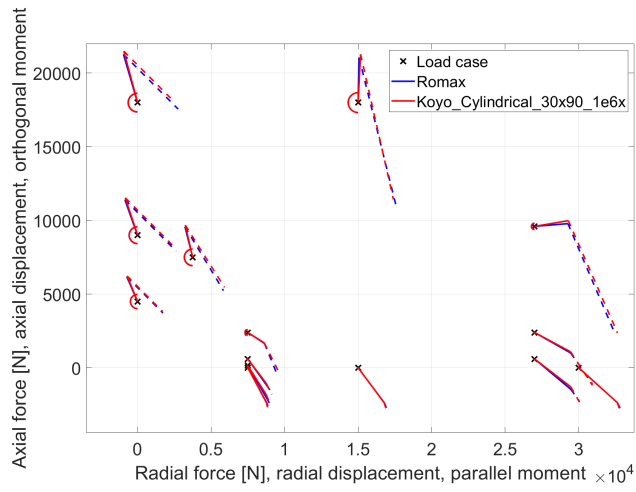 Axial force [N], axial displacement, orthogonal moment
20000
15000
10000
5000
0
Load case
Romax
Koyo_Cylindrical_30x90_1e6x
0
0.5
1
1.5
2
2.5
3
×10⁴
Radial force [N], radial displacement, parallel moment